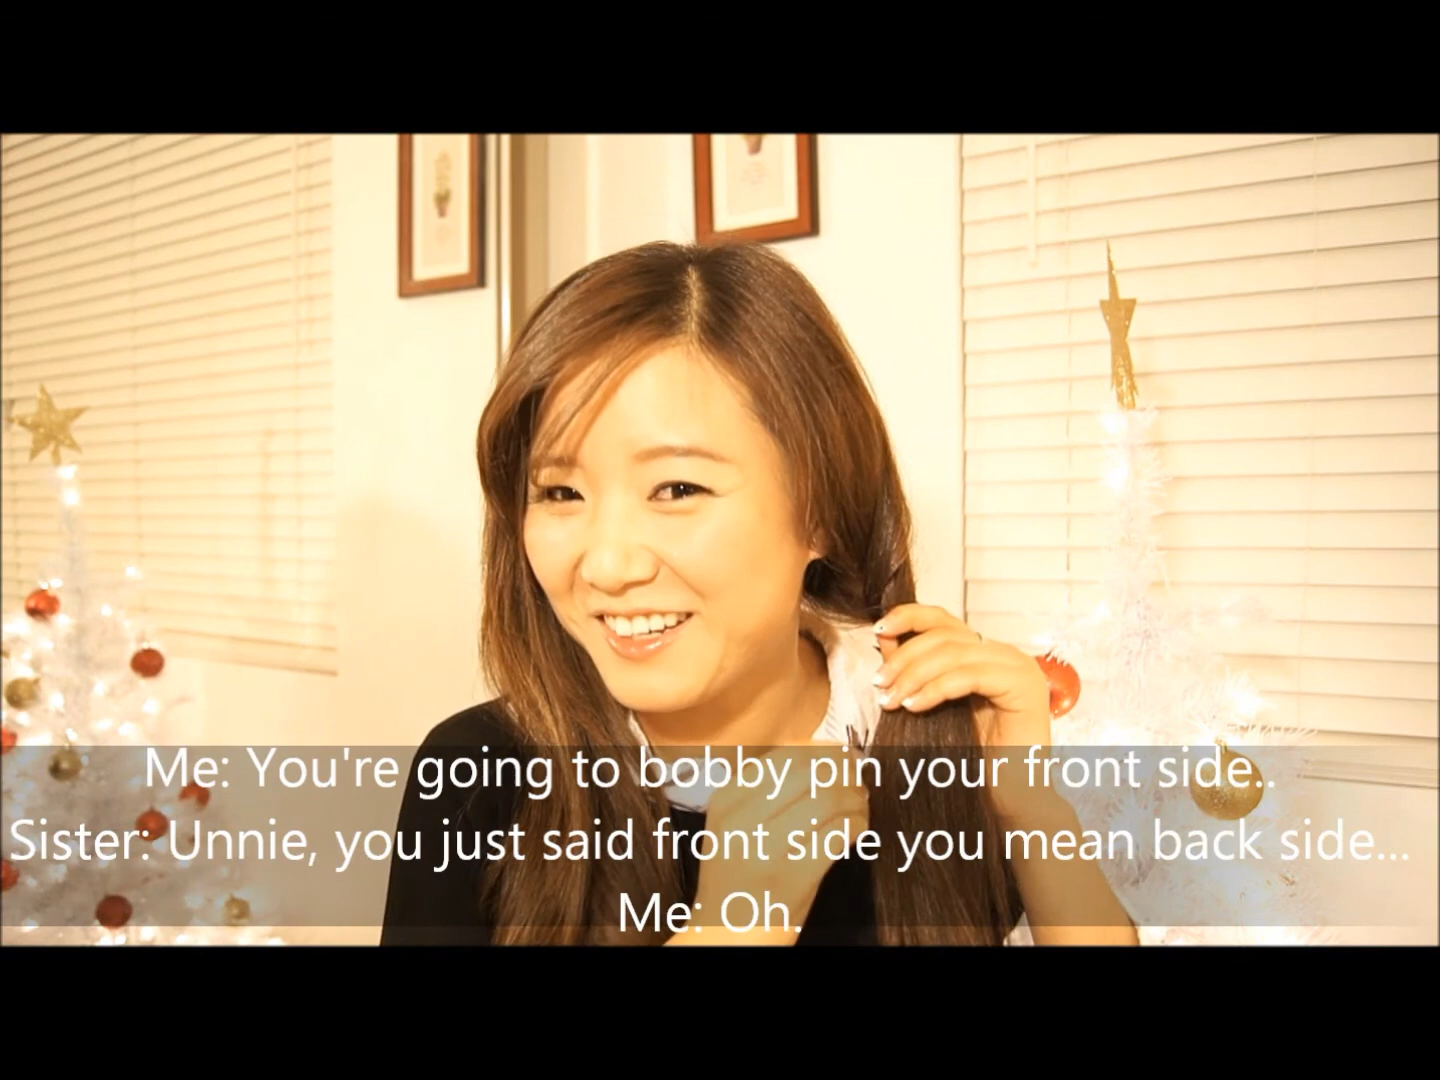 Me: You're going to bobby pin your front side..
Sister: Unnie, you just said front side you mean back side...
Me: Oh.